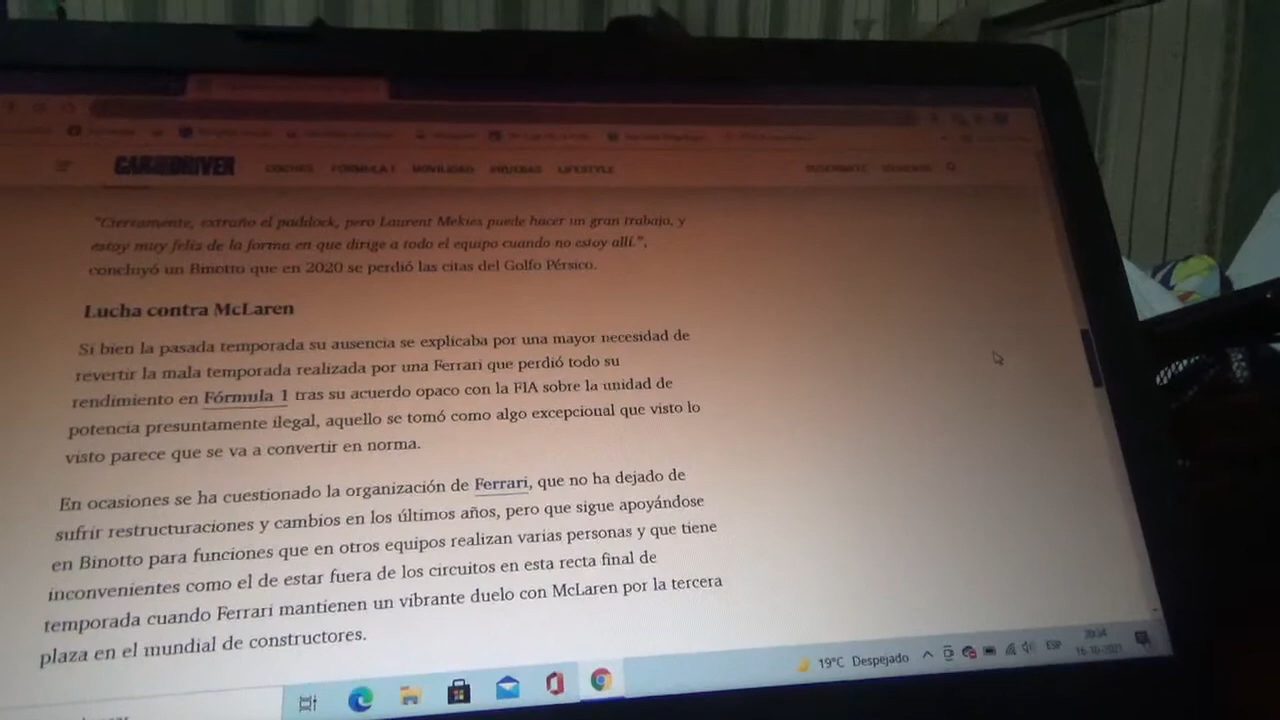 CAR AND DRIVER COCHES FÓRMULA 1 MOVILIDAD PRUEBAS LIFESTYLE
"Ciertamente, extraño el paddock, pero Laurent Mekies puede hacer un gran trabajo, y
estoy muy feliz de la forma en que dirige a todo el equipo cuando no estoy allí.",
concluyó un Binotto que en 2020 se perdió las citas del Golfo Pérsico.
Lucha contra McLaren
Si bien la pasada temporada su ausencia se explicaba por una mayor necesidad de
revertir la mala temporada realizada por una Ferrari que perdió todo su
rendimiento en Fórmula 1 tras su acuerdo opaco con la FIA sobre la unidad de
potencia presuntamente ilegal, aquello se tomó como algo excepcional que visto lo
visto parece que se va a convertir en norma.
En ocasiones se ha cuestionado la organización de Ferrari, que no ha dejado de
sufrir restructuraciones y cambios en los últimos años, pero que sigue apoyándose
en Binotto para funciones que en otros equipos realizan varias personas y que tiene
inconvenientes como el de estar fuera de los circuitos en esta recta final de
temporada cuando Ferrari mantienen un vibrante duelo con McLaren por la tercera
plaza en el mundial de constructores.
19°C Despejado ESP 20:34
16-10-2021